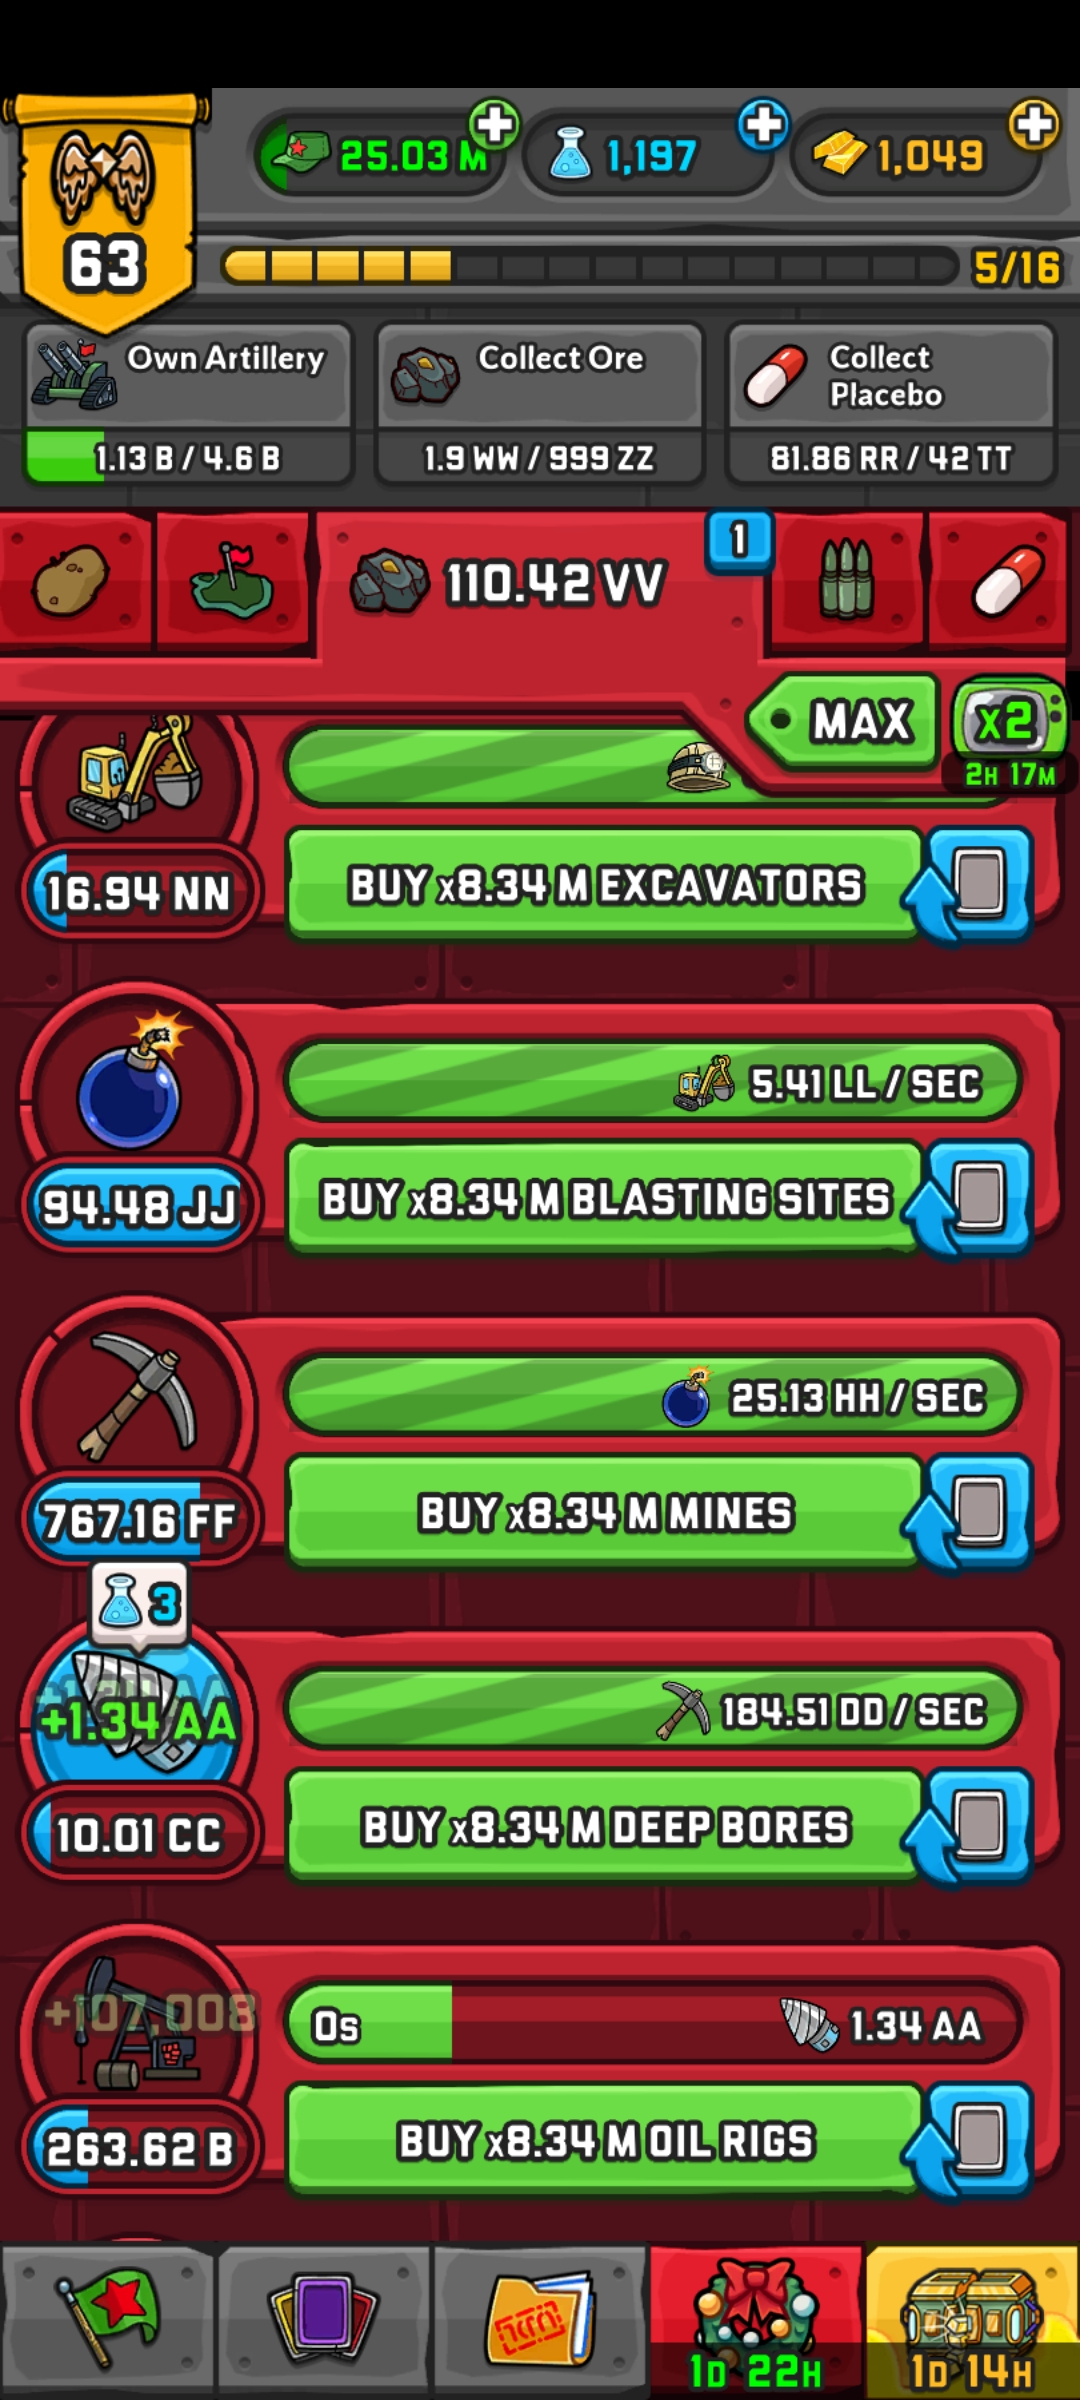 25.03 M
1,197
1,049
63
5/16
Own Artillery
1.13 B / 4.6 B
Collect Ore
1.9 WW / 999 ZZ
Collect
Placebo
81.86 RR / 42 TT
110.42 VV
1
MAX
x2
2H 17M
16.94 NN
BUY x8.34 M EXCAVATORS
5.41 LL / SEC
94.48 JJ
BUY x8.34 M BLASTING SITES
25.13 HH / SEC
767.16 FF
BUY x8.34 M MINES
3
+1.34 AA
184.51 DD / SEC
10.01 CC
BUY x8.34 M DEEP BORES
+107,008
0s
1.34 AA
263.62 B
BUY x8.34 M OIL RIGS
1D 22H
1D 14H